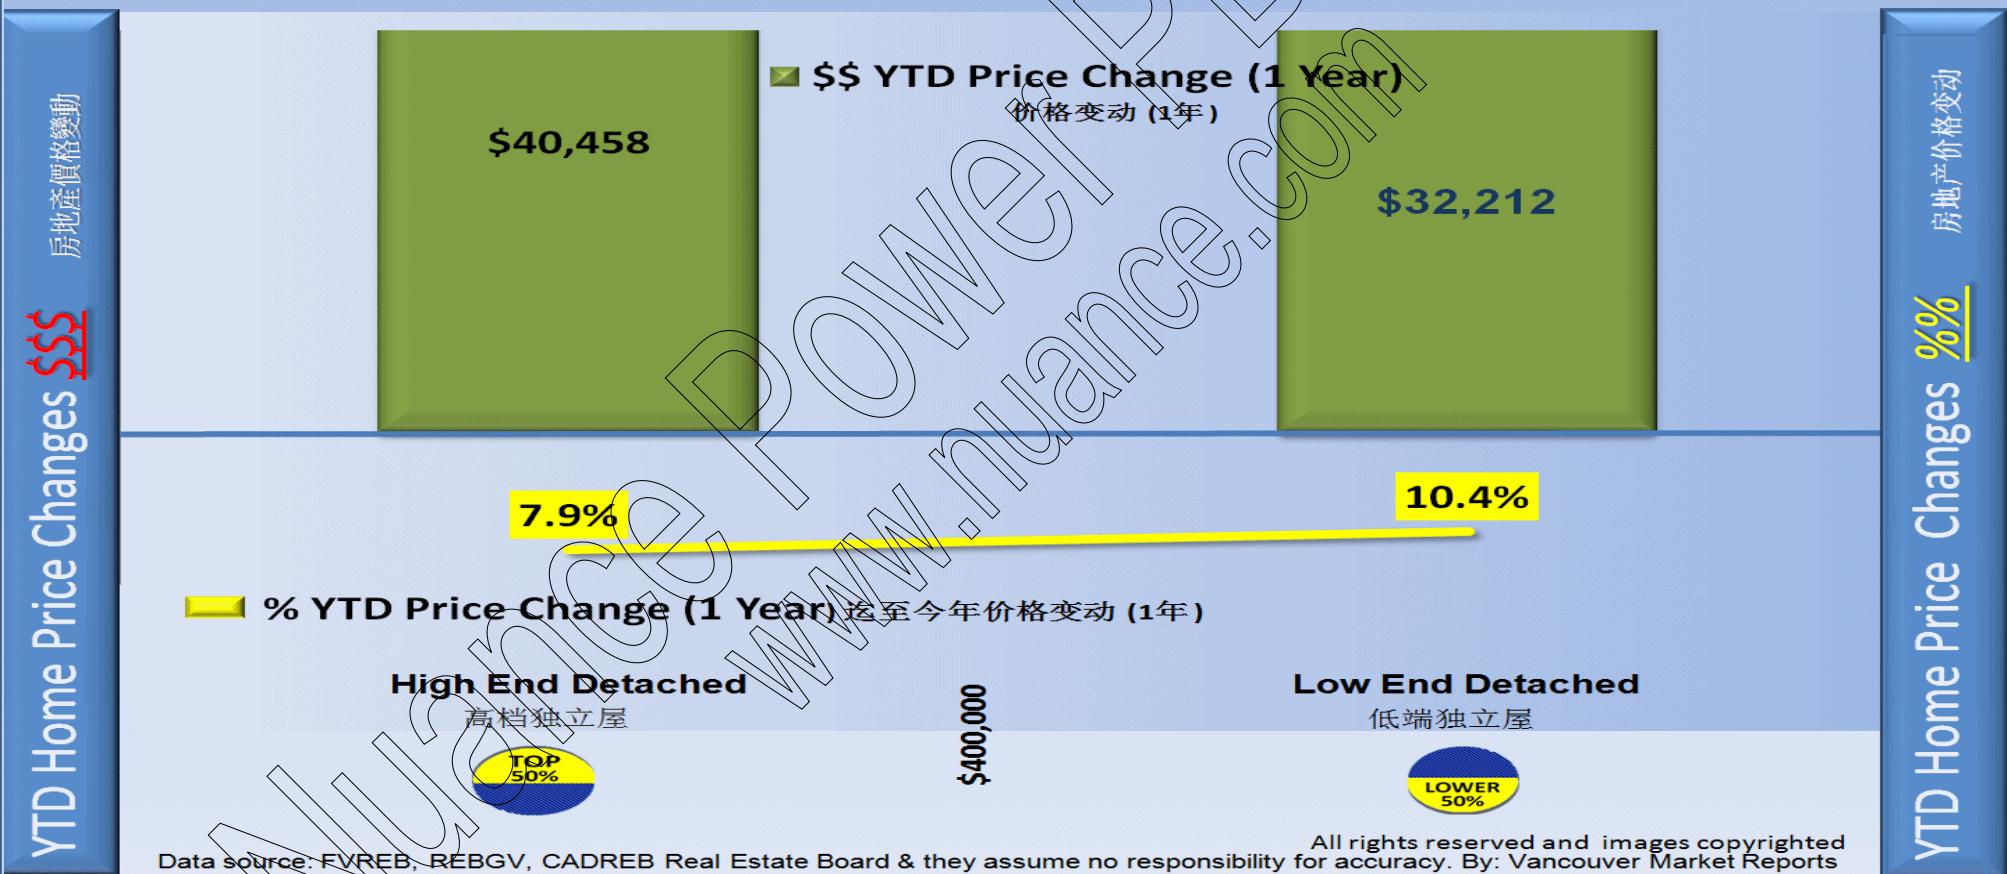 YTD Home Price Changes $$$ 房地產價格變動
$$ YTD Price Change (1 Year)
价格变动 (1年)
$40,458
$32,212
7.9%
10.4%
% YTD Price Change (1 Year) 迄至今年价格变动 (1年)
High End Detached
高档独立屋
TOP
50%
$400,000
Low End Detached
低端独立屋
LOWER
50%
YTD Home Price Changes %% 房地产价格变动
Nuance Power
www.nuance.com
All rights reserved and images copyrighted
Data source: FVREB, REBGV, CADREB Real Estate Board & they assume no responsibility for accuracy. By: Vancouver Market Reports